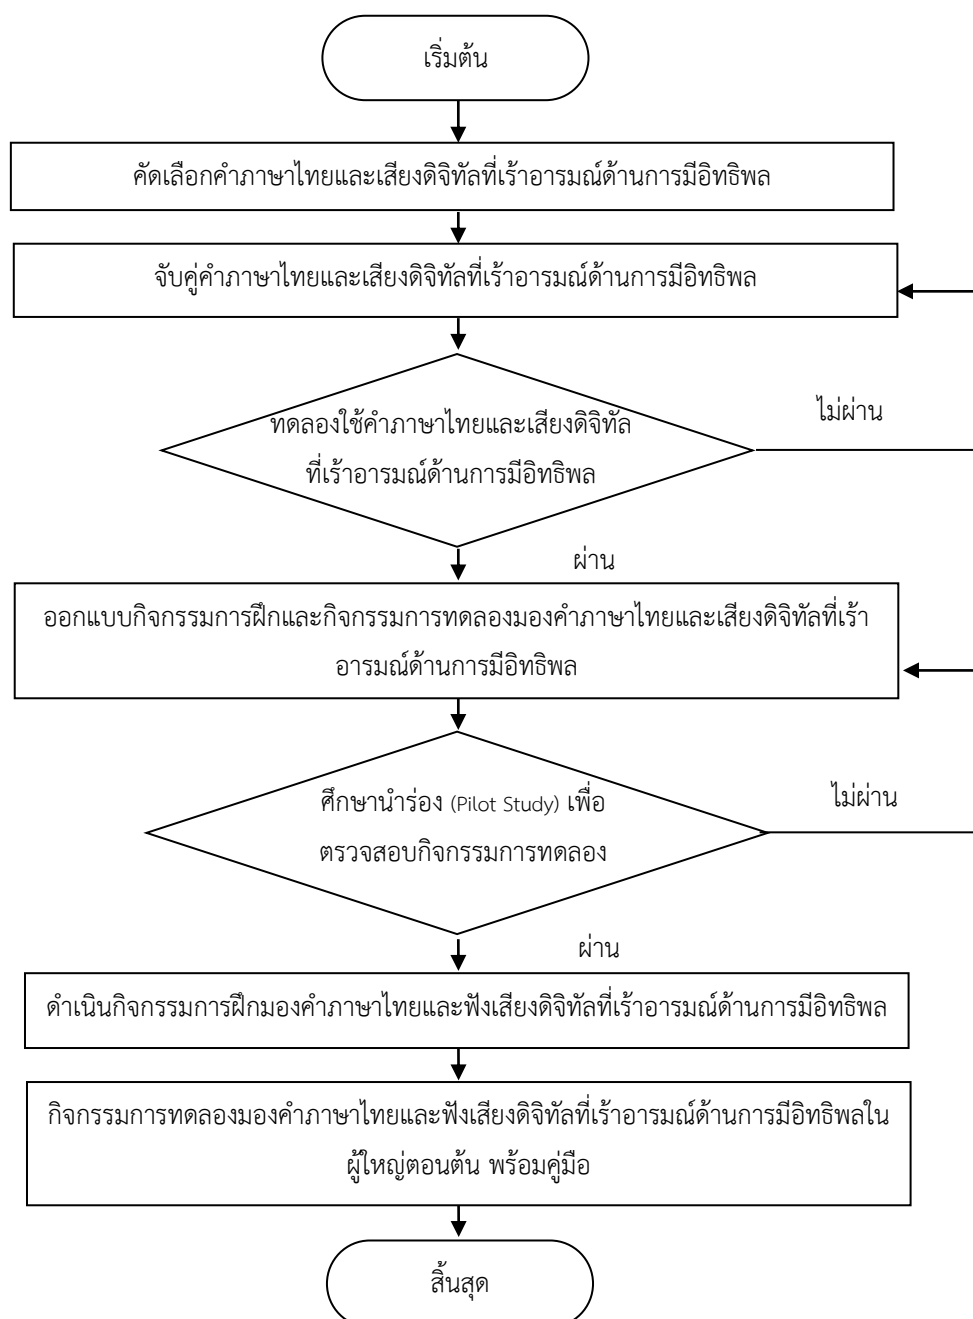 เริ่มต้น
คัดเลือกคำภาษาไทยและเสียงดิจิทัลที่เร้าอารมณ์ด้านการมีอิทธิพล
จับคู่คำภาษาไทยและเสียงดิจิทัลที่เร้าอารมณ์ด้านการมีอิทธิพล
ทดลองใช้คำภาษาไทยและเสียงดิจิทัล
ที่เร้าอารมณ์ด้านการมีอิทธิพล
ไม่ผ่าน
ผ่าน
ออกแบบกิจกรรมการฝึกและกิจกรรมการทดลองมองคำภาษาไทยและเสียงดิจิทัลที่เร้า
อารมณ์ด้านการมีอิทธิพล
ศึกษานำร่อง (Pilot Study) เพื่อ
ตรวจสอบกิจกรรมการทดลอง
ไม่ผ่าน
ผ่าน
ดำเนินกิจกรรมการฝึกมองคำภาษาไทยและฟังเสียงดิจิทัลที่เร้าอารมณ์ด้านการมีอิทธิพล
กิจกรรมการทดลองมองคำภาษาไทยและฟังเสียงดิจิทัลที่เร้าอารมณ์ด้านการมีอิทธิพลใน
ผู้ใหญ่ตอนต้น พร้อมคู่มือ
สิ้นสุด